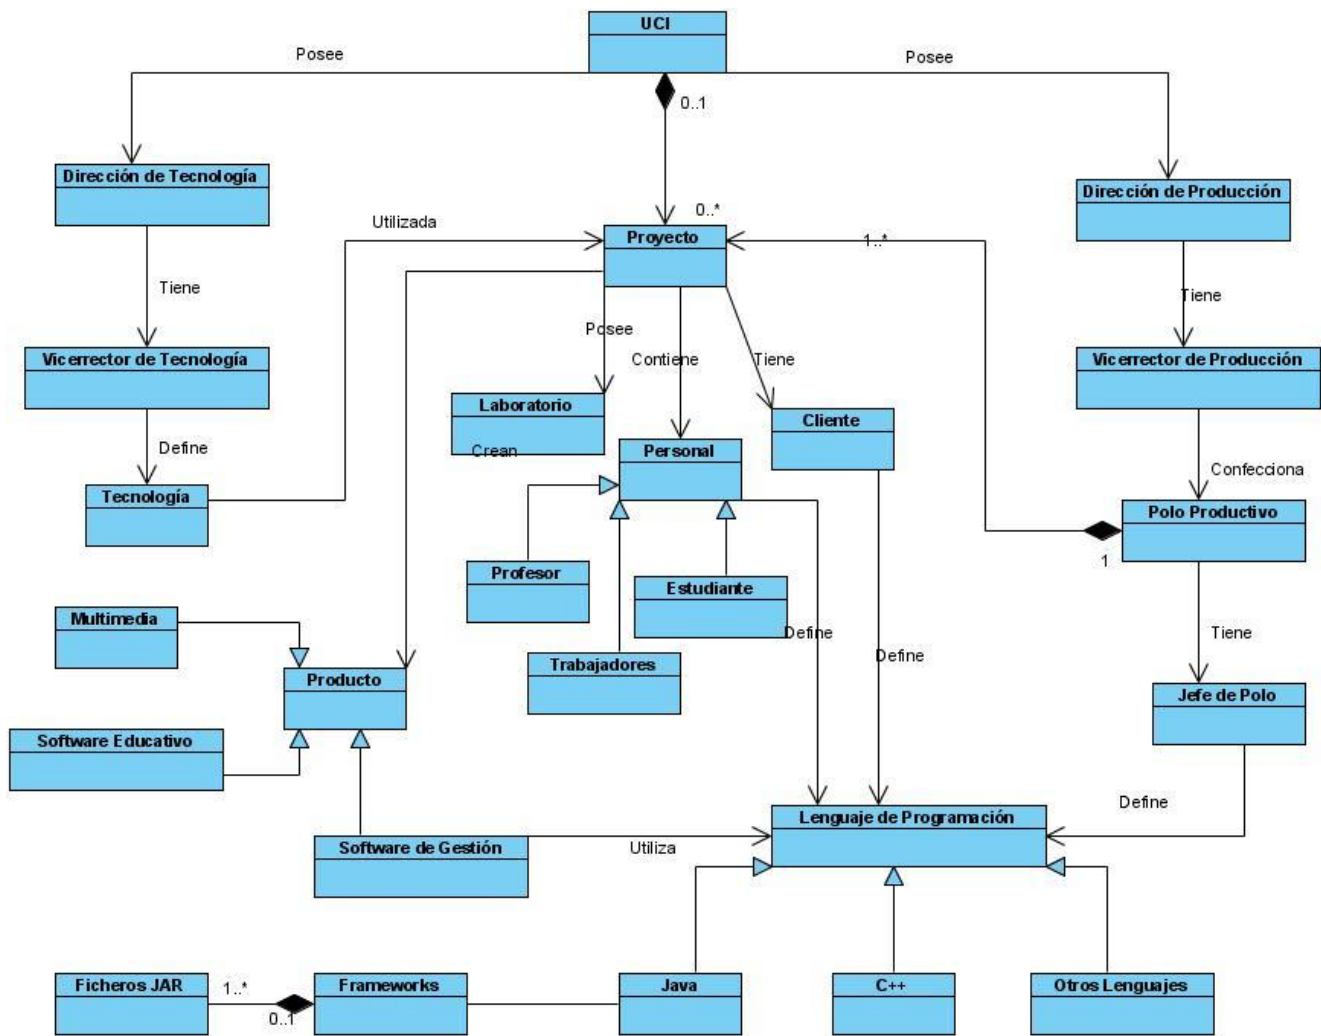 UCI
Posee
Posee
0..1
Dirección de Tecnología
Dirección de Producción
Utilizada
0..*
Proyecto
1..*
Tiene
Tiene
Posee
Vicerrector de Tecnología
Contiene
Tiene
Vicerrector de Producción
Laboratorio
Cliente
Define
Crean
Personal
Confecciona
Tecnología
Polo Productivo
1
Profesor
Estudiante
Multimedia
Define
Tiene
Define
Trabajadores
Producto
Jefe de Polo
Software Educativo
Define
Lenguaje de Programación
Software de Gestión
Utiliza
Ficheros JAR
1..*
0..1
Frameworks
Java
C++
Otros Lenguajes